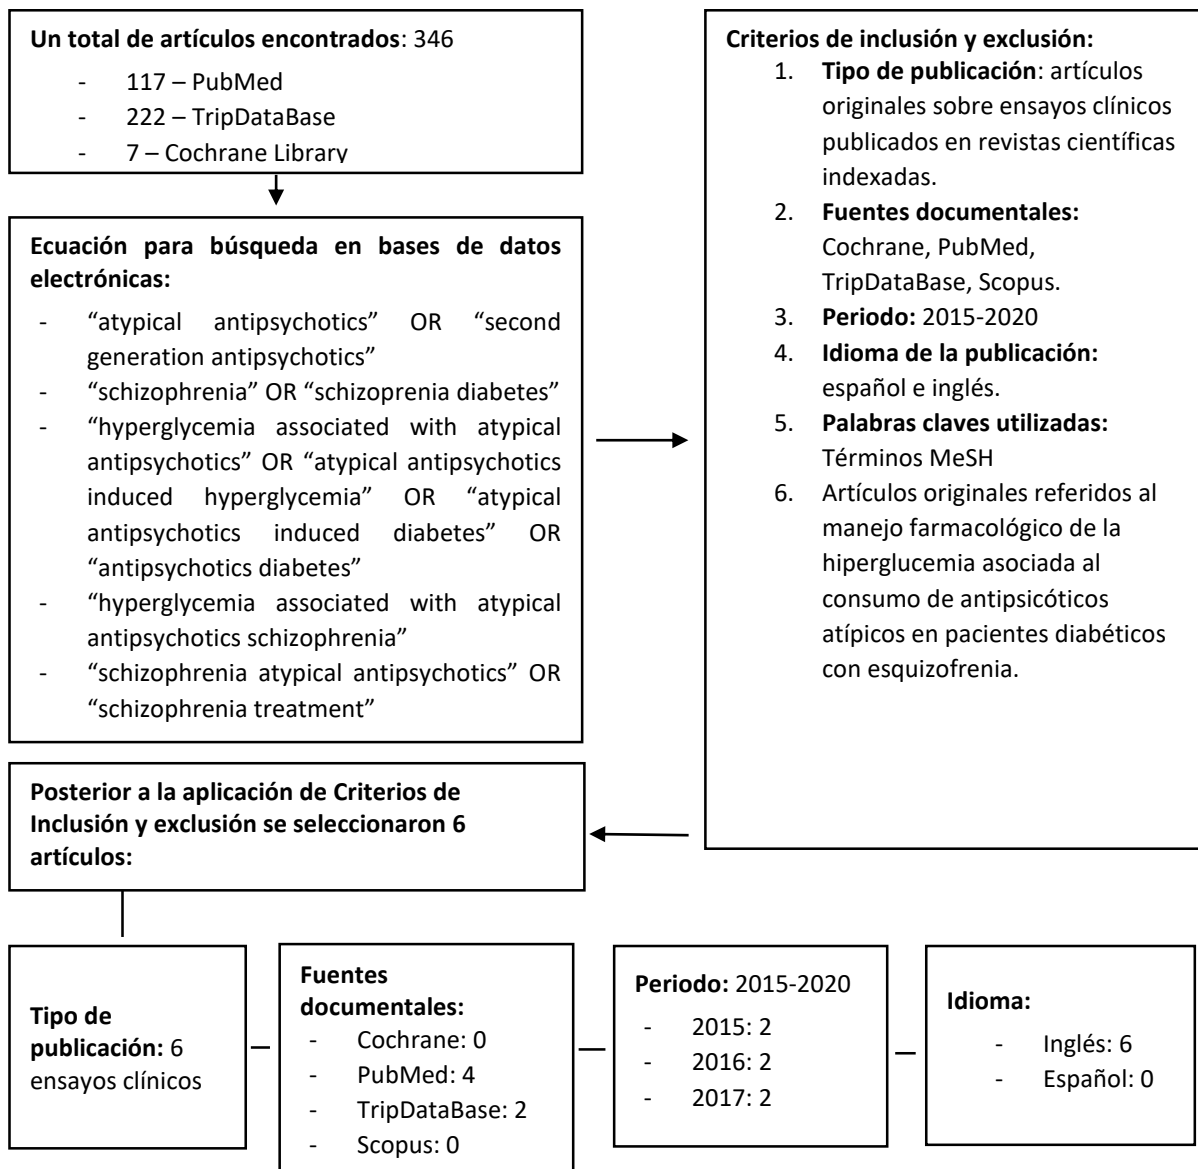 Un total de artículos encontrados: 346
- 117 – PubMed
- 222 – TripDataBase
- 7 – Cochrane Library
Ecuación para búsqueda en bases de datos
electrónicas:
- “atypical antipsychotics” OR “second
generation antipsychotics”
- “schizophrenia” OR “schizoprenia diabetes”
- “hyperglycemia associated with atypical
antipsychotics” OR “atypical antipsychotics
induced hyperglycemia” OR “atypical
antipsychotics induced diabetes” OR
“antipsychotics diabetes”
- “hyperglycemia associated with atypical
antipsychotics schizophrenia”
- “schizophrenia atypical antipsychotics” OR
“schizophrenia treatment”
Criterios de inclusión y exclusión:
1. Tipo de publicación: artículos
originales sobre ensayos clínicos
publicados en revistas científicas
indexadas.
2. Fuentes documentales:
Cochrane, PubMed,
TripDataBase, Scopus.
3. Periodo: 2015-2020
4. Idioma de la publicación:
español e inglés.
5. Palabras claves utilizadas:
Términos MeSH
6. Artículos originales referidos al
manejo farmacológico de la
hiperglucemia asociada al
consumo de antipsicóticos
atípicos en pacientes diabéticos
con esquizofrenia.
Posterior a la aplicación de Criterios de
Inclusión y exclusión se seleccionaron 6
artículos:
Tipo de
publicación: 6
ensayos clínicos
Fuentes
documentales:
- Cochrane: 0
- PubMed: 4
- TripDataBase: 2
- Scopus: 0
Periodo: 2015-2020
- 2015: 2
- 2016: 2
- 2017: 2
Idioma:
- Inglés: 6
- Español: 0